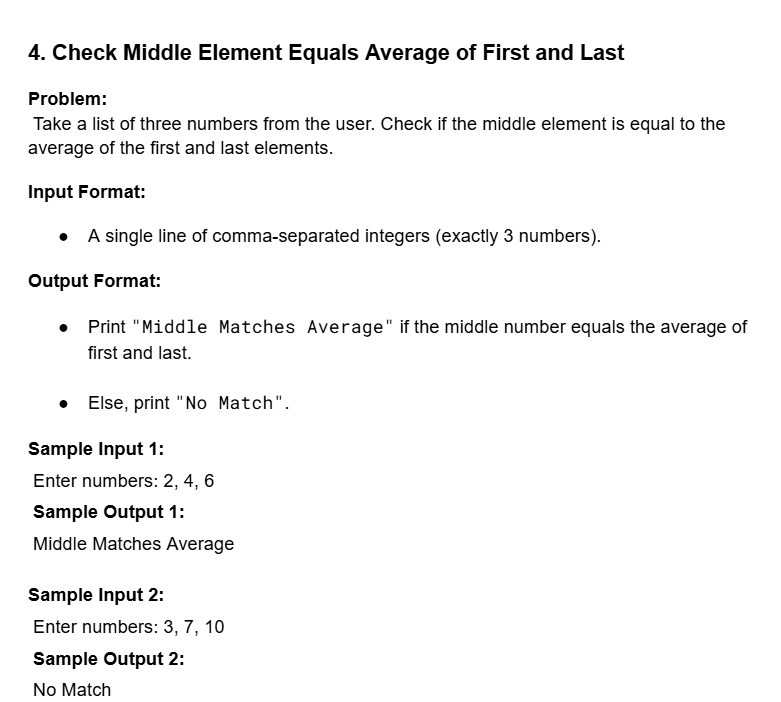 4. Check Middle Element Equals Average of First and Last
Problem:
Take a list of three numbers from the user. Check if the middle element is equal to the
average of the first and last elements.
Input Format:
● A single line of comma-separated integers (exactly 3 numbers).
Output Format:
● Print "Middle Matches Average" if the middle number equals the average of
first and last.
● Else, print "No Match".
Sample Input 1:
Enter numbers: 2, 4, 6
Sample Output 1:
Middle Matches Average
Sample Input 2:
Enter numbers: 3, 7, 10
Sample Output 2:
No Match